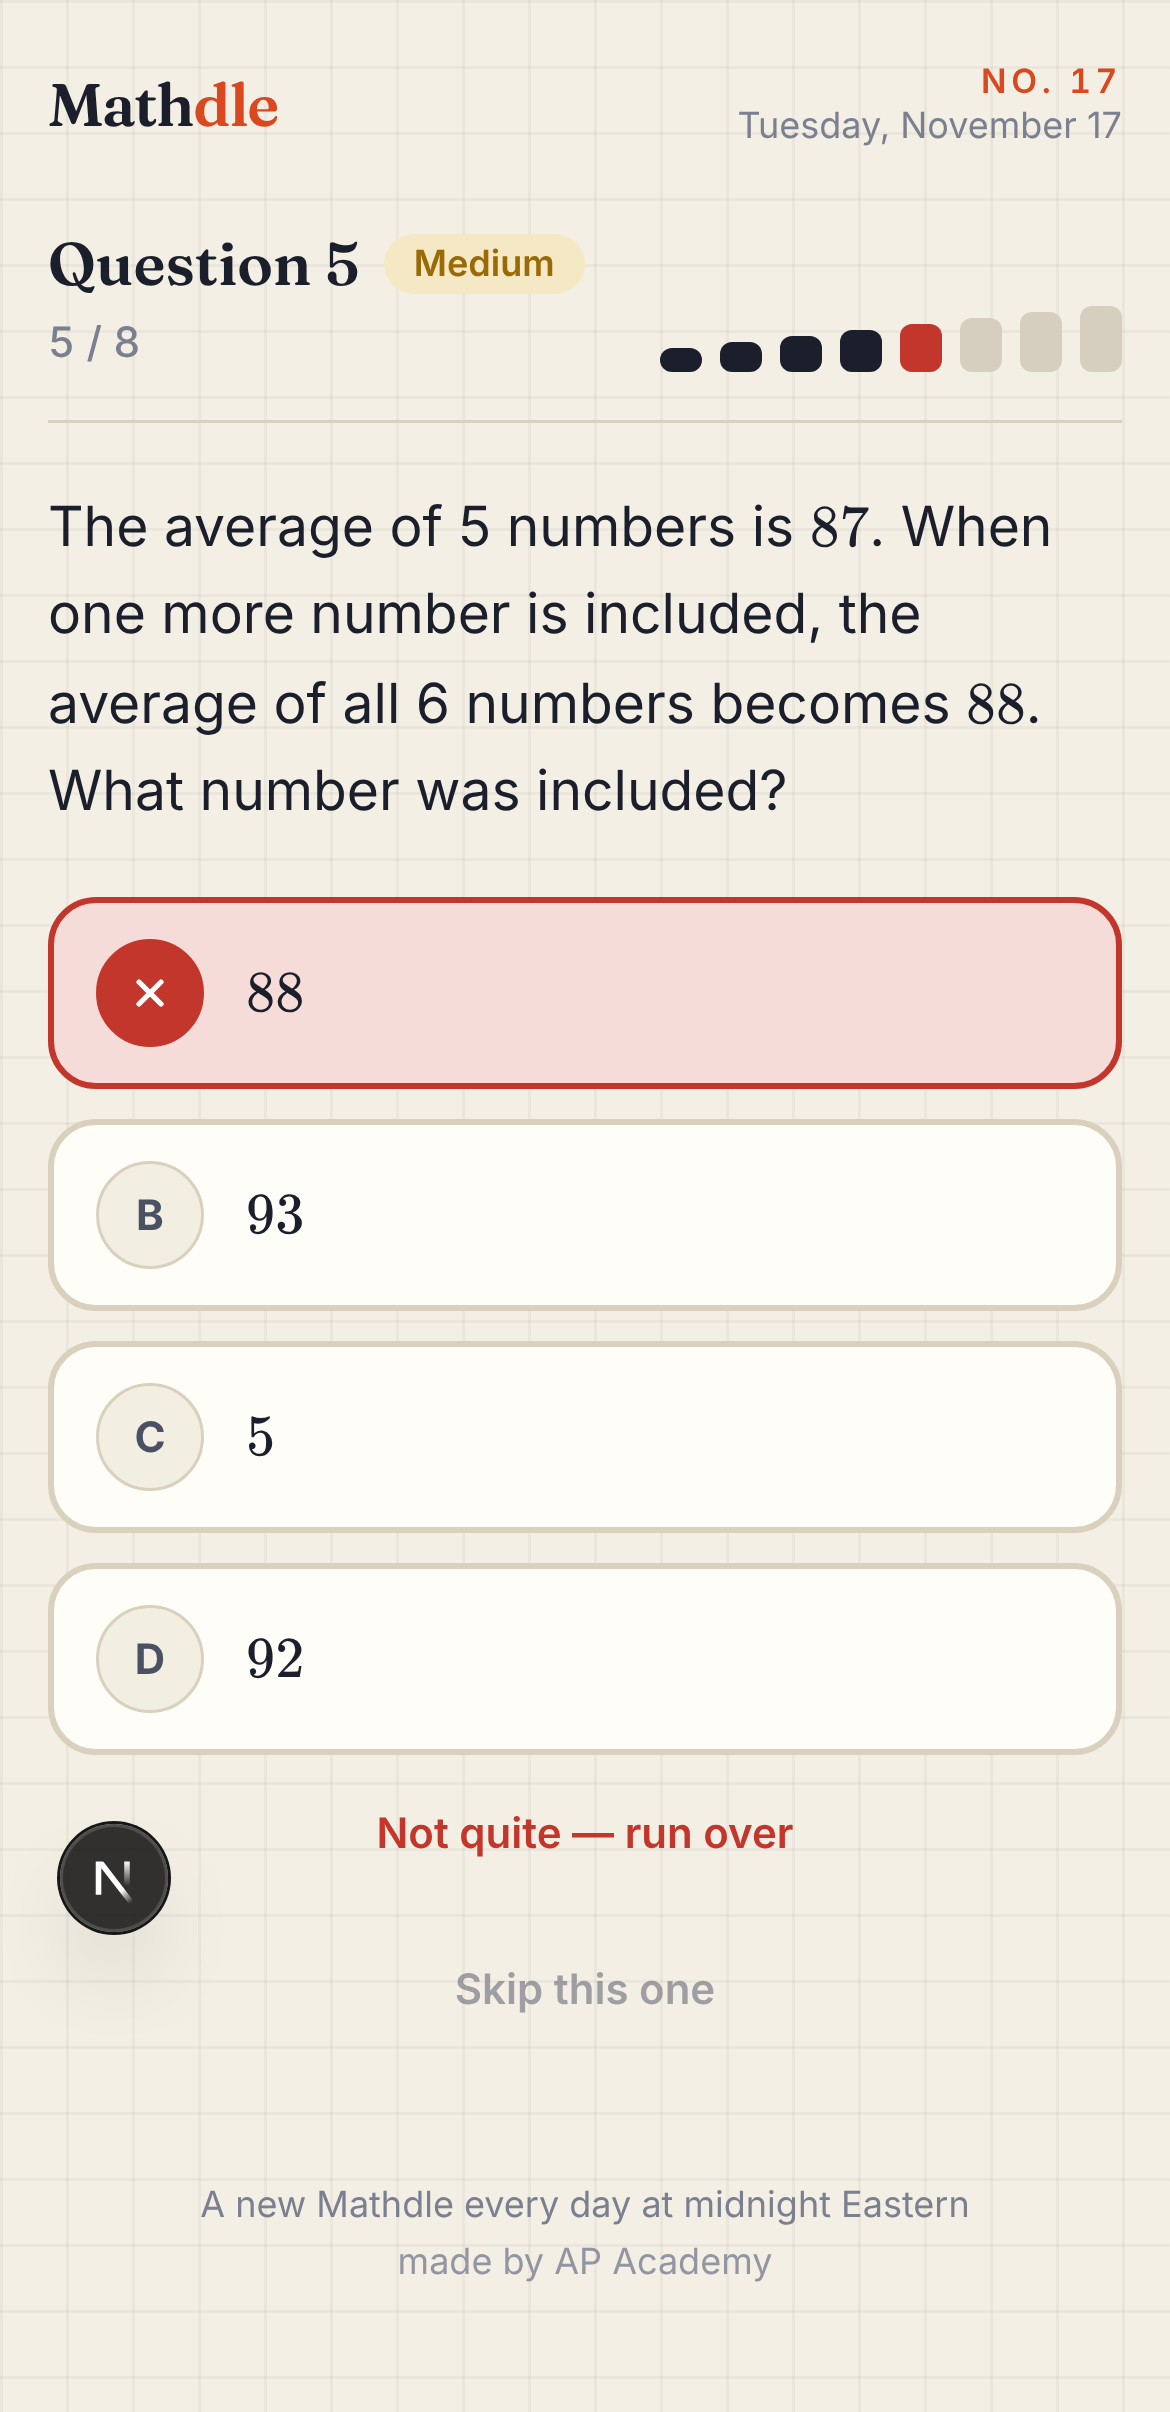 Mathdle
NO. 17
Tuesday, November 17
Question 5
Medium
5 / 8
The average of 5 numbers is 87. When
one more number is included, the
average of all 6 numbers becomes 88.
What number was included?
88
B
93
C
5
D
92
Not quite — run over
N
Skip this one
A new Mathdle every day at midnight Eastern
made by AP Academy